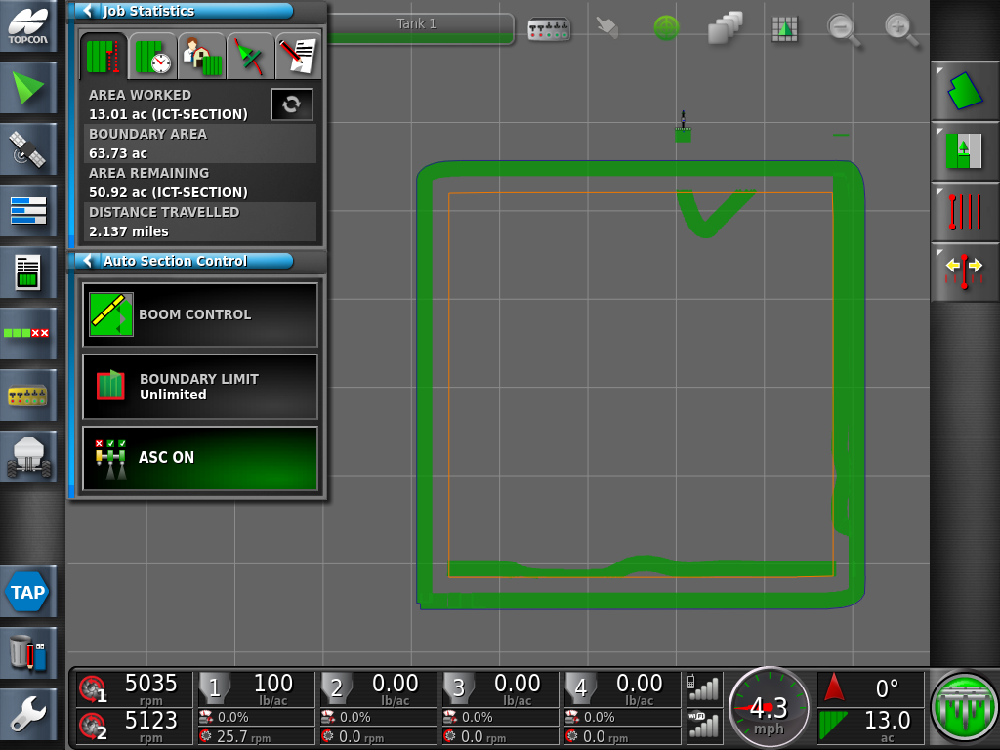 TOPCON
Job Statistics
Tank 1
AREA WORKED
13.01 ac (ICT-SECTION)
BOUNDARY AREA
63.73 ac
AREA REMAINING
50.92 ac (ICT-SECTION)
DISTANCE TRAVELLED
2.137 miles
Auto Section Control
BOOM CONTROL
BOUNDARY LIMIT
Unlimited
ASC ON
TAP
1 5035 rpm
2 5123 rpm
1 100 lb/ac
0.0%
25.7 rpm
2 0.00 lb/ac
0.0%
0.0 rpm
3 0.00 lb/ac
0.0%
0.0 rpm
4 0.00 lb/ac
0.0%
0.0 rpm
WiFi
4.3
mph
0°
13.0
ac